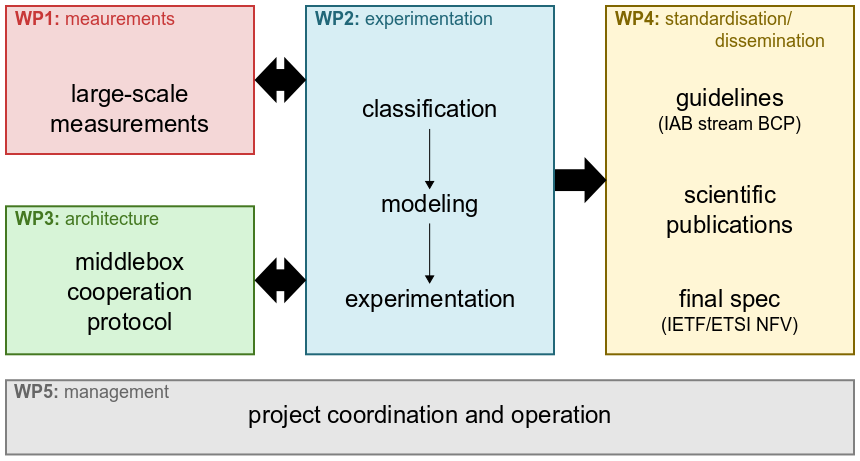 WP1: meaurements
large-scale
measurements
WP2: experimentation
classification
modeling
experimentation
WP3: architecture
middlebox
cooperation
protocol
WP4: standardisation/
dissemination
guidelines
(IAB stream BCP)
scientific
publications
final spec
(IETF/ETSI NFV)
WP5: management
project coordination and operation